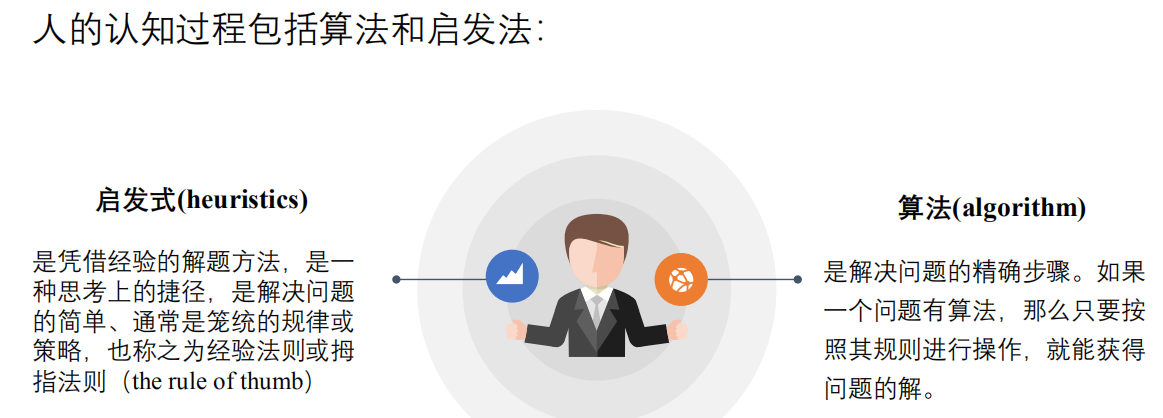 人的认知过程包括算法和启发法：
启发式(heuristics)
是凭借经验的解题方法，是一
种思考上的捷径，是解决问题
的简单、通常是笼统的规律或
策略，也称之为经验法则或拇
指法则（the rule of thumb）
算法(algorithm)
是解决问题的精确步骤。如果
一个问题有算法，那么只要按
照其规则进行操作，就能获得
问题的解。